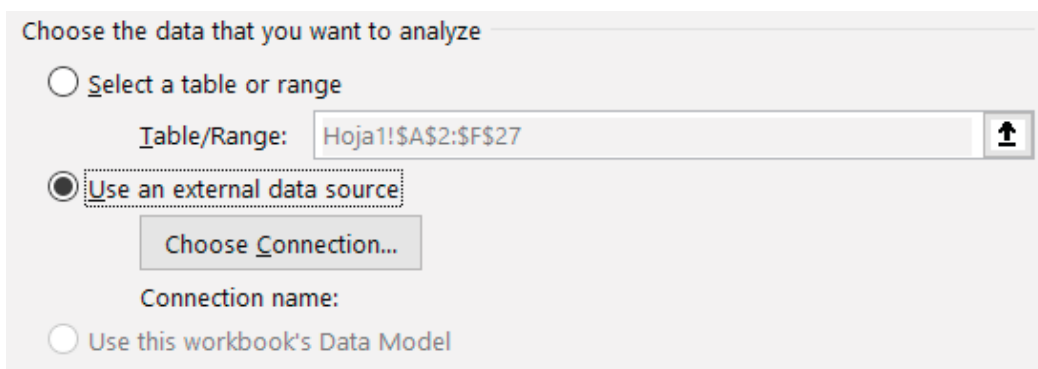 Choose the data that you want to analyze
Select a table or range
Table/Range: Hoja1!$A$2:$F$27
Use an external data source
Choose Connection...
Connection name:
Use this workbook's Data Model